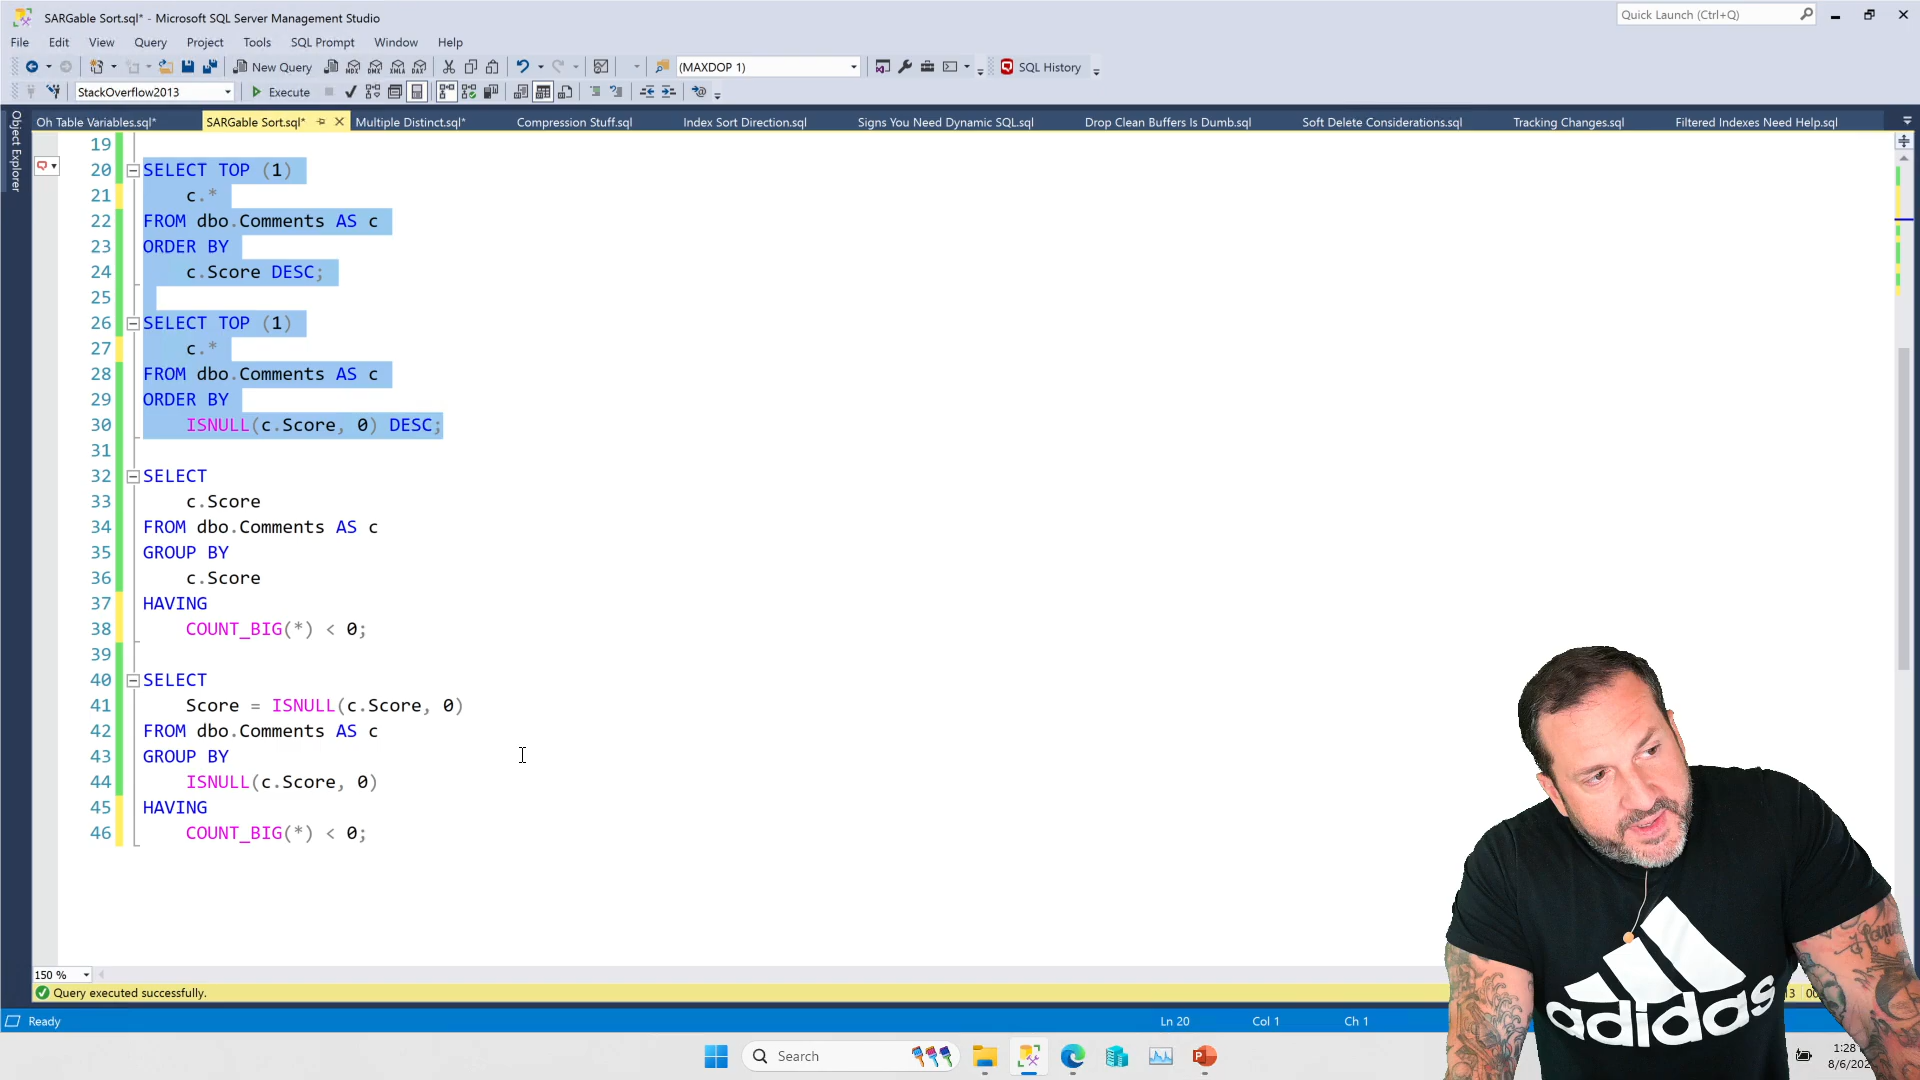 SARGable Sort.sql* - Microsoft SQL Server Management Studio
Quick Launch (Ctrl+Q)
File Edit View Query Project Tools SQL Prompt Window Help
New Query
(MAXDOP 1)
SQL History
StackOverflow2013
Execute
Oh Table Variables.sql* SARGable Sort.sql* Multiple Distinct.sql* Compression Stuff.sql Index Sort Direction.sql Signs You Need Dynamic SQL.sql Drop Clean Buffers Is Dumb.sql Soft Delete Considerations.sql Tracking Changes.sql Filtered Indexes Need Help.sql
Object Explorer
19
20 SELECT TOP (1)
21 c.*
22 FROM dbo.Comments AS c
23 ORDER BY
24 c.Score DESC;
25
26 SELECT TOP (1)
27 c.*
28 FROM dbo.Comments AS c
29 ORDER BY
30 ISNULL(c.Score, 0) DESC;
31
32 SELECT
33 c.Score
34 FROM dbo.Comments AS c
35 GROUP BY
36 c.Score
37 HAVING
38 COUNT_BIG(*) < 0;
39
40 SELECT
41 Score = ISNULL(c.Score, 0)
42 FROM dbo.Comments AS c
43 GROUP BY
44 ISNULL(c.Score, 0)
45 HAVING
46 COUNT_BIG(*) < 0;
adidas
150 %
Query executed successfully.
Ready
Ln 20 Col 1 Ch 1
Search
1:28